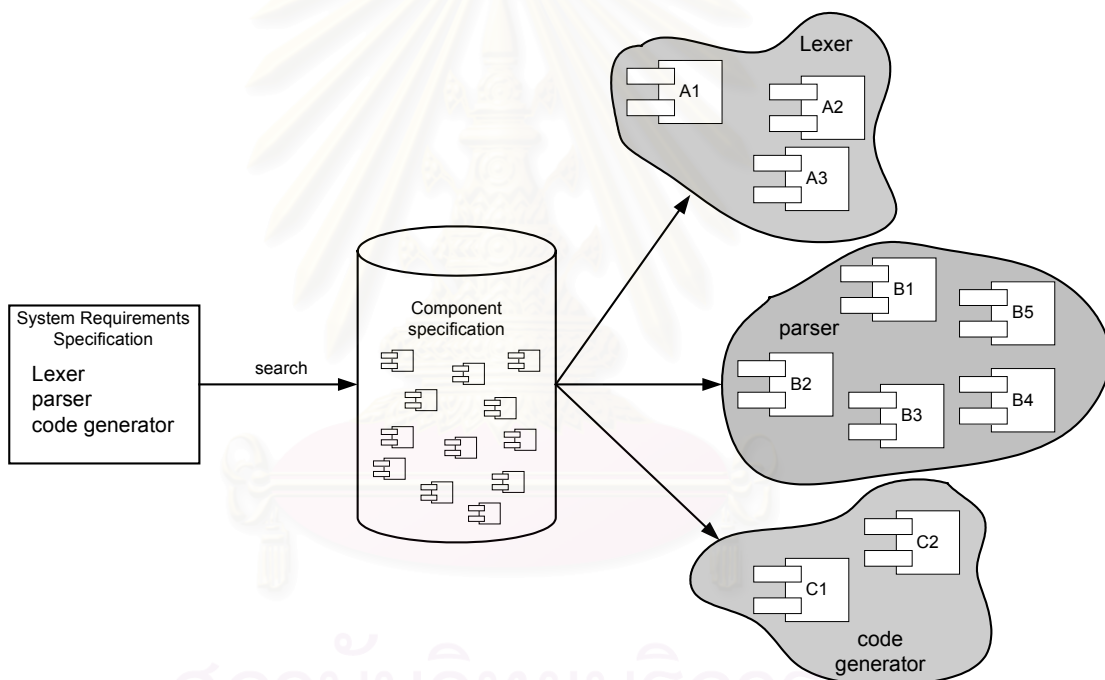 System Requirements
Specification
Lexer
parser
code generator
search
Component
specification
Lexer
A1
A2
A3
parser
B1
B5
B2
B3
B4
C2
C1
code
generator